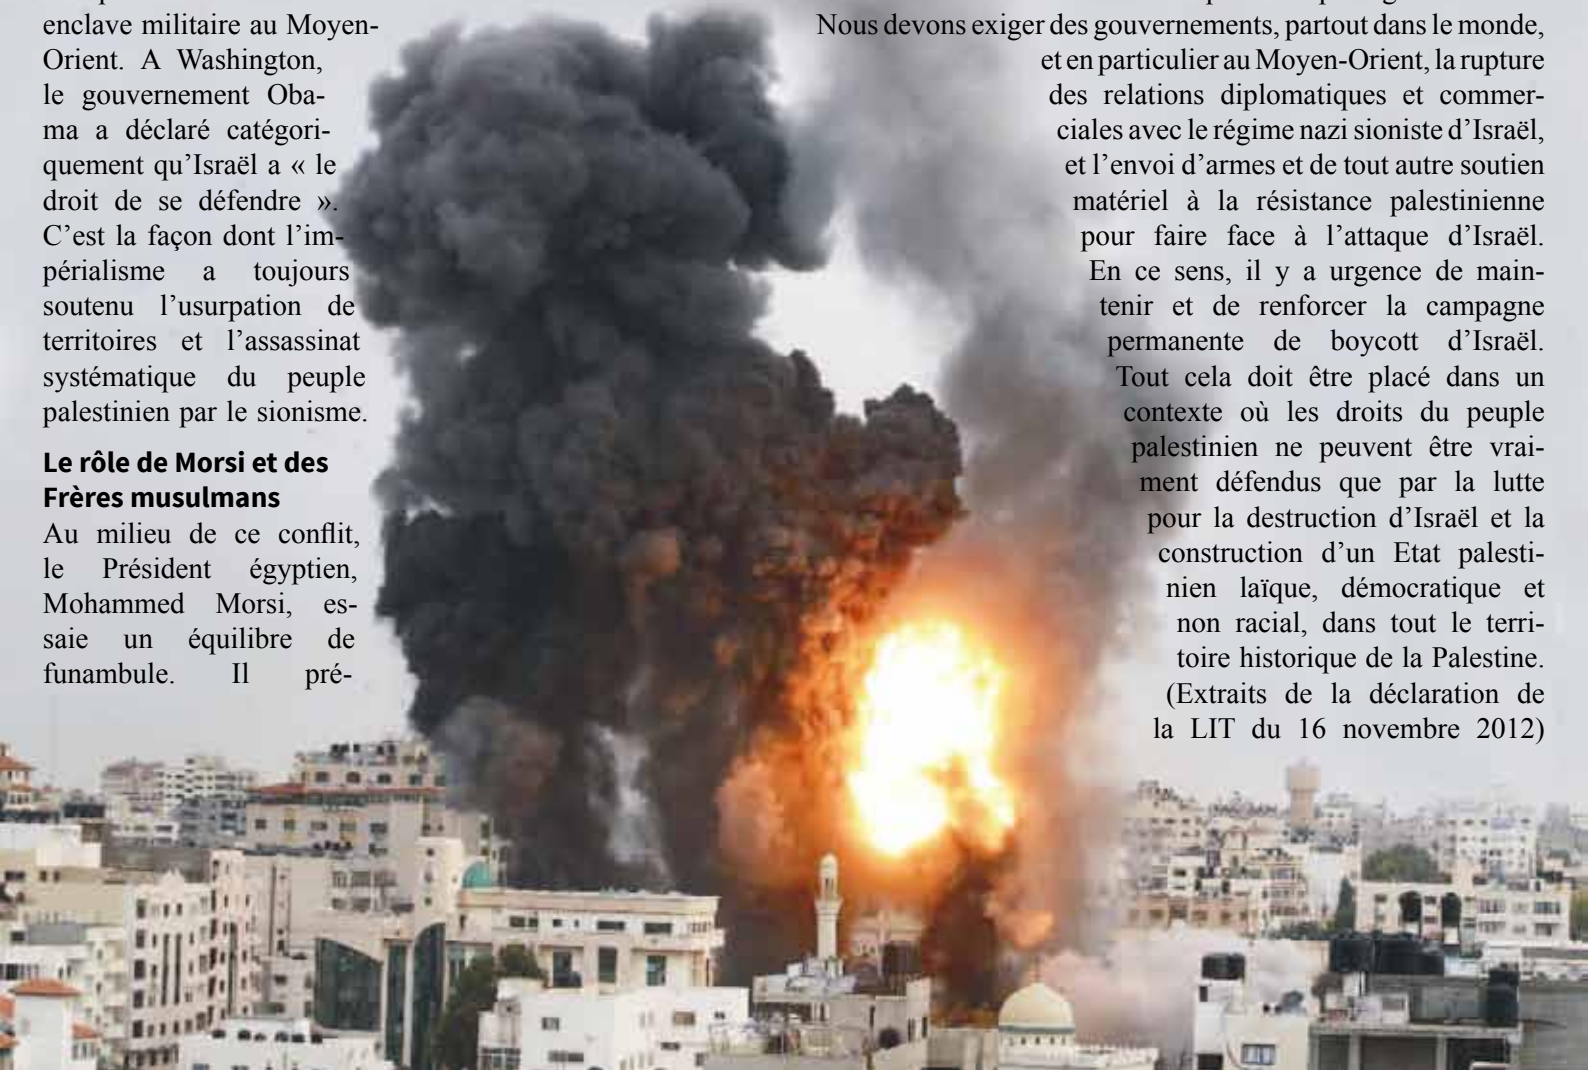 enclave militaire au Moyen-
Orient. A Washington,
le gouvernement Oba-
ma a déclaré catégori-
quement qu’Israël a « le
droit de se défendre ».
C’est la façon dont l’im-
périalisme a toujours
soutenu l’usurpation de
territoires et l’assassinat
systématique du peuple
palestinien par le sionisme.
Le rôle de Morsi et des
Frères musulmans
Au milieu de ce conflit,
le Président égyptien,
Mohammed Morsi, es-
saie un équilibre de
funambule. Il pré-
Nous devons exiger des gouvernements, partout dans le monde,
et en particulier au Moyen-Orient, la rupture
des relations diplomatiques et commer-
ciales avec le régime nazi sioniste d’Israël,
et l’envoi d’armes et de tout autre soutien
matériel à la résistance palestinienne
pour faire face à l’attaque d’Israël.
En ce sens, il y a urgence de main-
tenir et de renforcer la campagne
permanente de boycott d’Israël.
Tout cela doit être placé dans un
contexte où les droits du peuple
palestinien ne peuvent être vrai-
ment défendus que par la lutte
pour la destruction d’Israël et la
construction d’un Etat palesti-
nien laïque, démocratique et
non racial, dans tout le terri-
toire historique de la Palestine.
(Extraits de la déclaration de
la LIT du 16 novembre 2012)